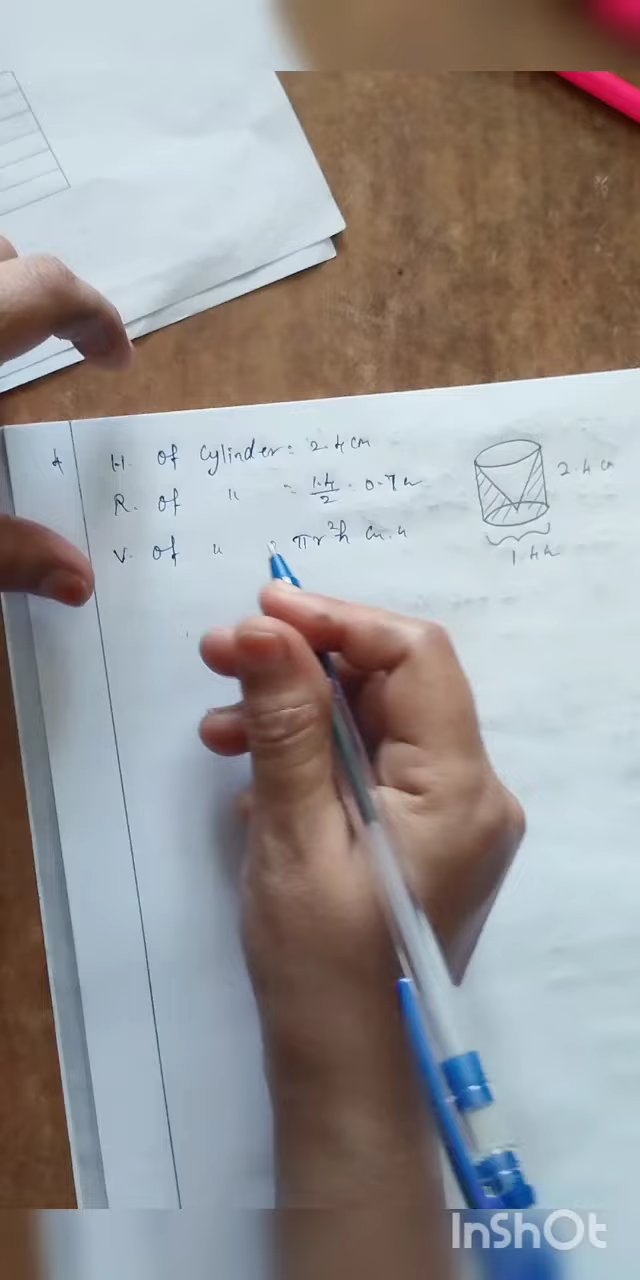 4 H. of Cylinder = 2.4 cm
R. of " = 1.4/2 = 0.7 cm
V. of " = πr²h cu.u
2.4 cm
1.4 cm
InShOt